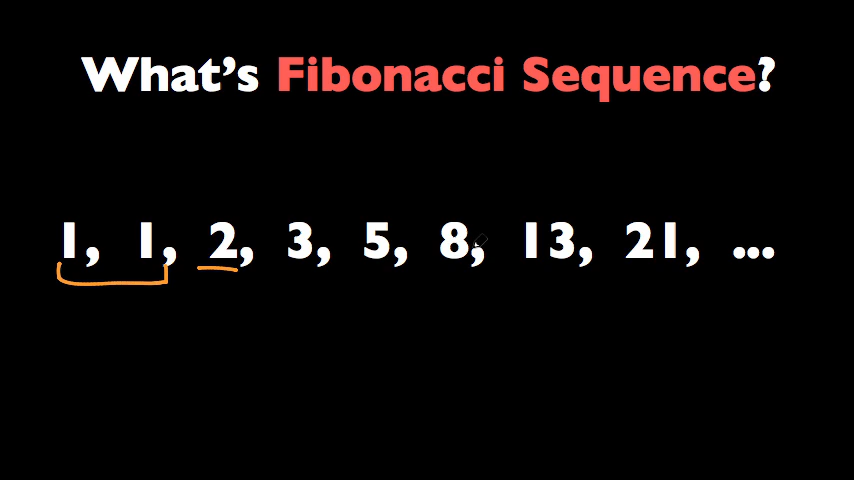 What's Fibonacci Sequence?
1, 1, 2, 3, 5, 8, 13, 21, ...